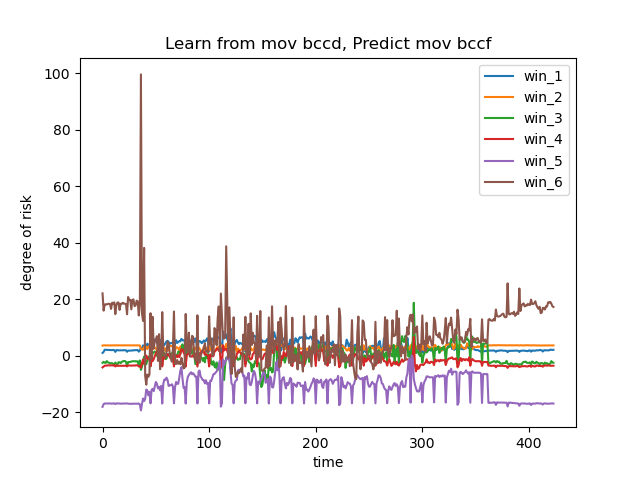 Learn from mov bccd, Predict mov bccf
degree of risk
100
80
60
40
20
0
−20
win_1
win_2
win_3
win_4
win_5
win_6
0 100 200 300 400
time